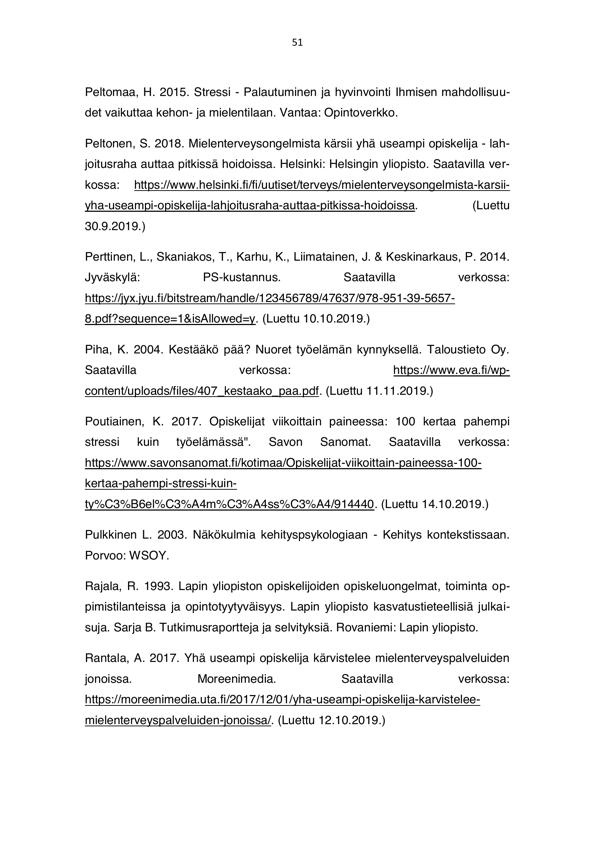 51
Peltomaa, H. 2015. Stressi - Palautuminen ja hyvinvointi Ihmisen mahdollisuu-
det vaikuttaa kehon- ja mielentilaan. Vantaa: Opintoverkko.
Peltonen, S. 2018. Mielenterveysongelmista kärsii yhä useampi opiskelija - lah-
joitusraha auttaa pitkissä hoidoissa. Helsinki: Helsingin yliopisto. Saatavilla ver-
kossa: https://www.helsinki.fi/fi/uutiset/terveys/mielenterveysongelmista-karsii-
yha-useampi-opiskelija-lahjoitusraha-auttaa-pitkissa-hoidoissa. (Luettu
30.9.2019.)
Perttinen, L., Skaniakos, T., Karhu, K., Liimatainen, J. & Keskinarkaus, P. 2014.
Jyväskylä: PS-kustannus. Saatavilla verkossa:
https://jyx.jyu.fi/bitstream/handle/123456789/47637/978-951-39-5657-
8.pdf?sequence=1&isAllowed=y. (Luettu 10.10.2019.)
Piha, K. 2004. Kestääkö pää? Nuoret työelämän kynnyksellä. Taloustieto Oy.
Saatavilla verkossa: https://www.eva.fi/wp-
content/uploads/files/407_kestaako_paa.pdf. (Luettu 11.11.2019.)
Poutiainen, K. 2017. Opiskelijat viikoittain paineessa: 100 kertaa pahempi
stressi kuin työelämässä". Savon Sanomat. Saatavilla verkossa:
https://www.savonsanomat.fi/kotimaa/Opiskelijat-viikoittain-paineessa-100-
kertaa-pahempi-stressi-kuin-
ty%C3%B6el%C3%A4m%C3%A4ss%C3%A4/914440. (Luettu 14.10.2019.)
Pulkkinen L. 2003. Näkökulmia kehityspsykologiaan - Kehitys kontekstissaan.
Porvoo: WSOY.
Rajala, R. 1993. Lapin yliopiston opiskelijoiden opiskeluongelmat, toiminta op-
pimistilanteissa ja opintotyytyväisyys. Lapin yliopisto kasvatustieteellisiä julkai-
suja. Sarja B. Tutkimusraportteja ja selvityksiä. Rovaniemi: Lapin yliopisto.
Rantala, A. 2017. Yhä useampi opiskelija kärvistelee mielenterveyspalveluiden
jonoissa. Moreenimedia. Saatavilla verkossa:
https://moreenimedia.uta.fi/2017/12/01/yha-useampi-opiskelija-karvistelee-
mielenterveyspalveluiden-jonoissa/. (Luettu 12.10.2019.)